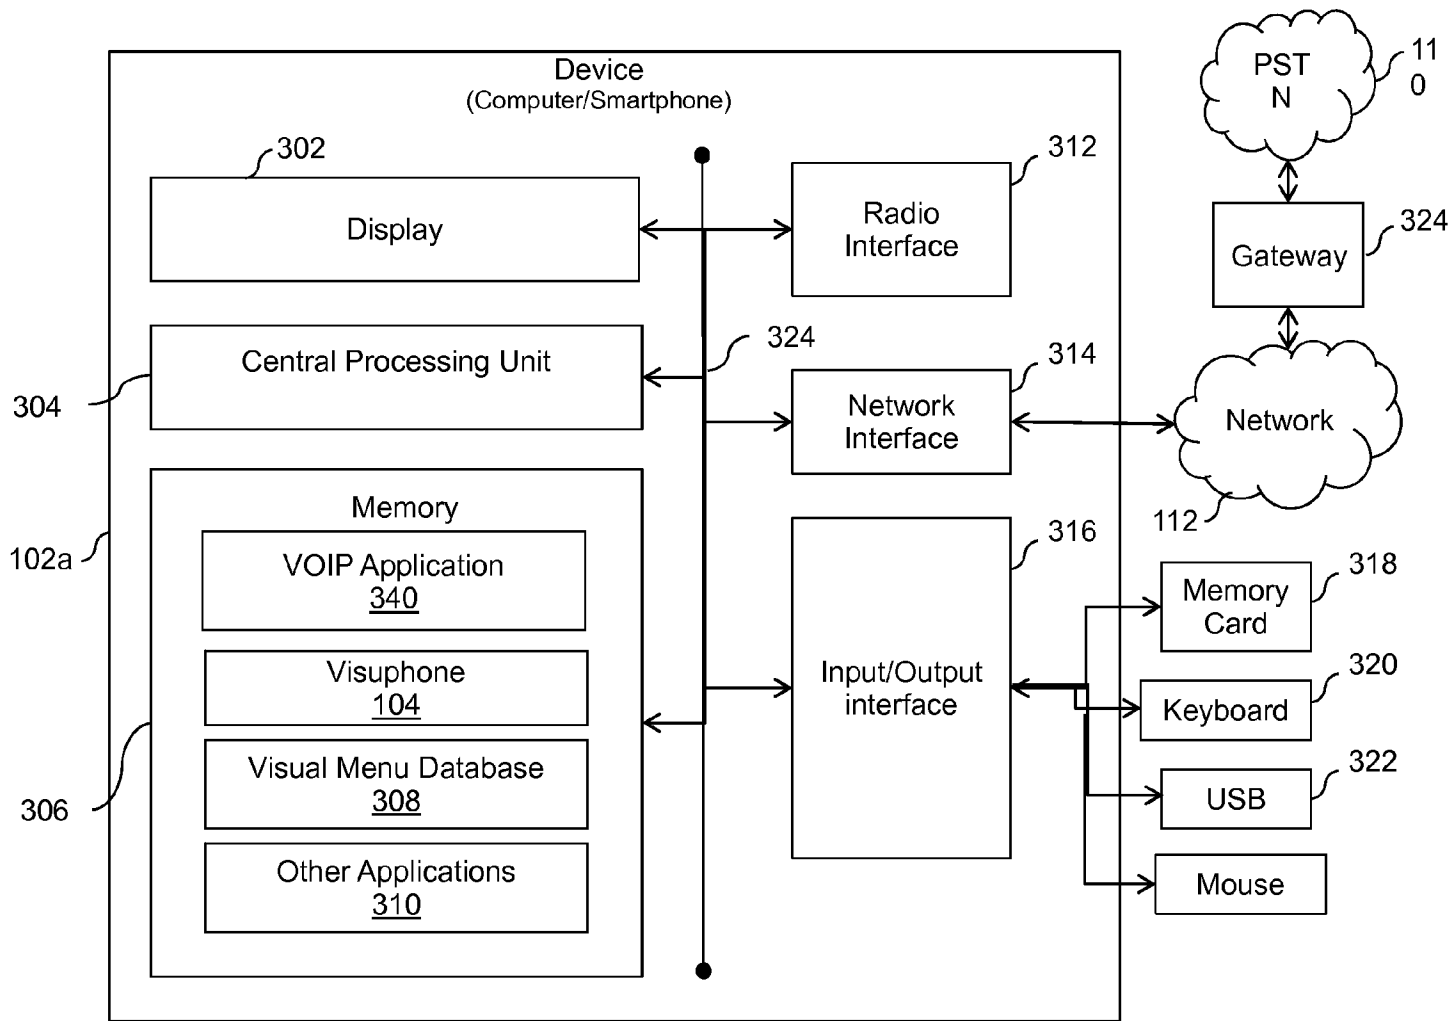 Device
(Computer/Smartphone)
PST
N
11
0
302
Display
312
Radio
Interface
Gateway
324
Central Processing Unit
304
324
314
Network
Interface
Network
112
Memory
102a
VOIP Application
340
Visuphone
104
Visual Menu Database
308
Other Applications
310
306
316
Input/Output
interface
318
Memory
Card
320
Keyboard
322
USB
Mouse